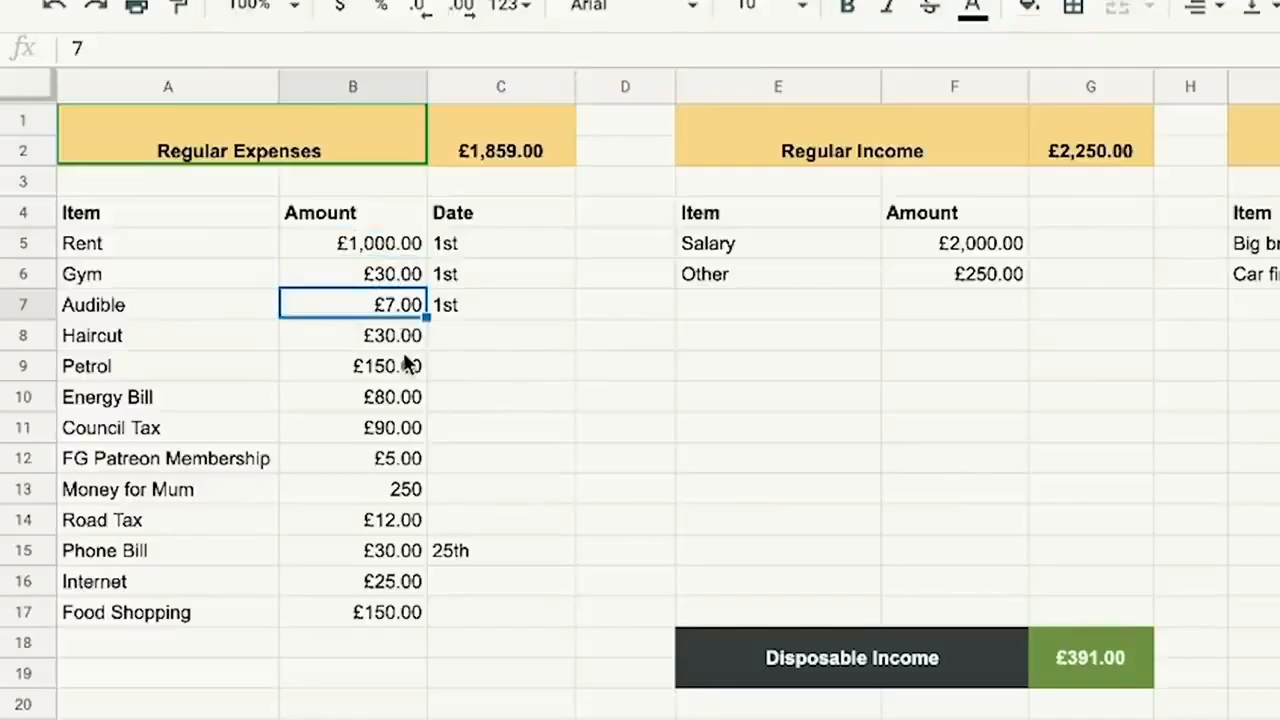 100% $ % .0 .00 123 Arial 10 B I S A
fx 7
A B C D E F G H
1
2 Regular Expenses £1,859.00 Regular Income £2,250.00
3
4 Item Amount Date Item Amount Item
5 Rent £1,000.00 1st Salary £2,000.00 Big
6 Gym £30.00 1st Other £250.00 Car
7 Audible £7.00 1st
8 Haircut £30.00
9 Petrol £150.00
10 Energy Bill £80.00
11 Council Tax £90.00
12 FG Patreon Membership £5.00
13 Money for Mum 250
14 Road Tax £12.00
15 Phone Bill £30.00 25th
16 Internet £25.00
17 Food Shopping £150.00
18 Disposable Income £391.00
19
20